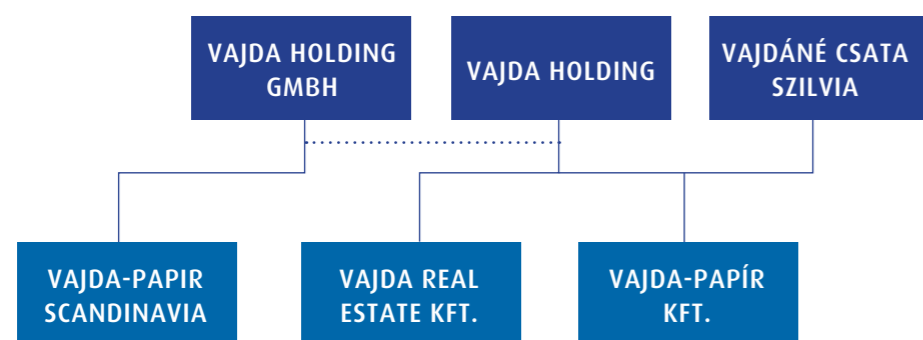 VAJDA HOLDING
GMBH
VAJDA HOLDING
VAJDÁNÉ CSATA
SZILVIA
VAJDA-PAPIR
SCANDINAVIA
VAJDA REAL
ESTATE KFT.
VAJDA-PAPÍR
KFT.